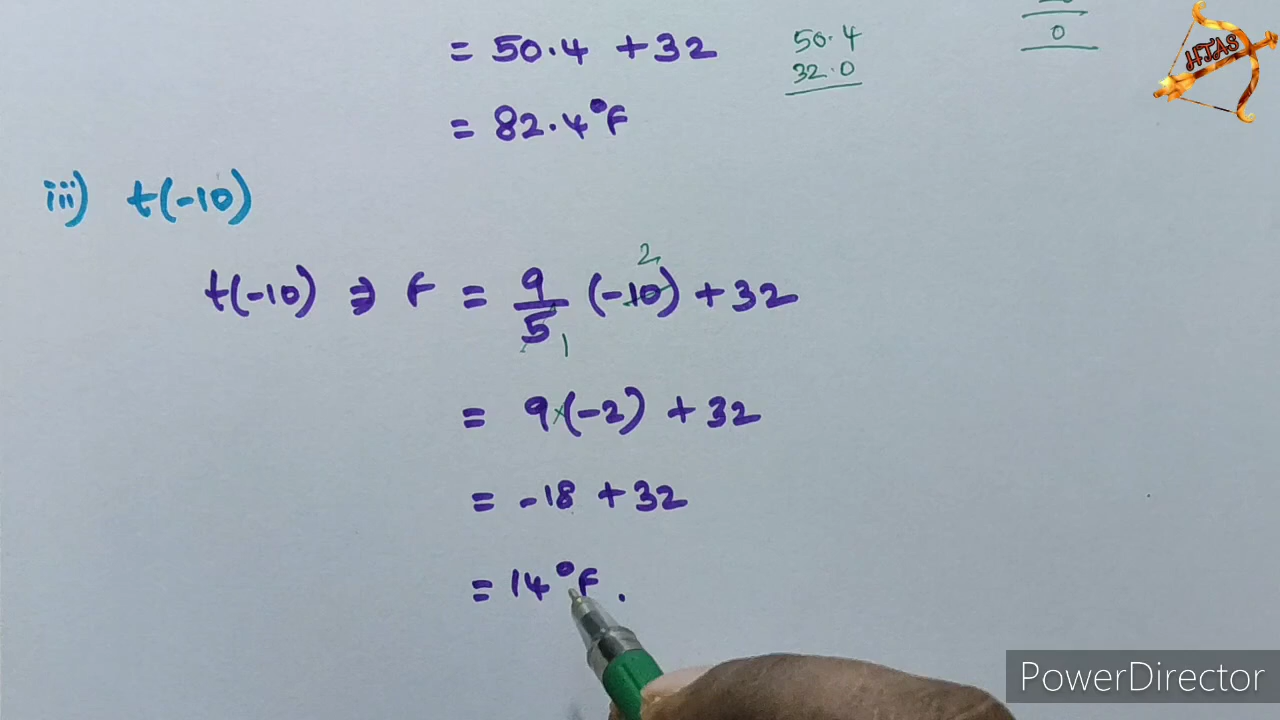 = 50.4 + 32
50.4
32.0
0
HTAS
= 82.4°F
iii) t(-10)
t(-10) ⇒ F = 9/5 (-10) + 32
2
1
= 9×(-2) + 32
= -18 + 32
= 14°F.
PowerDirector